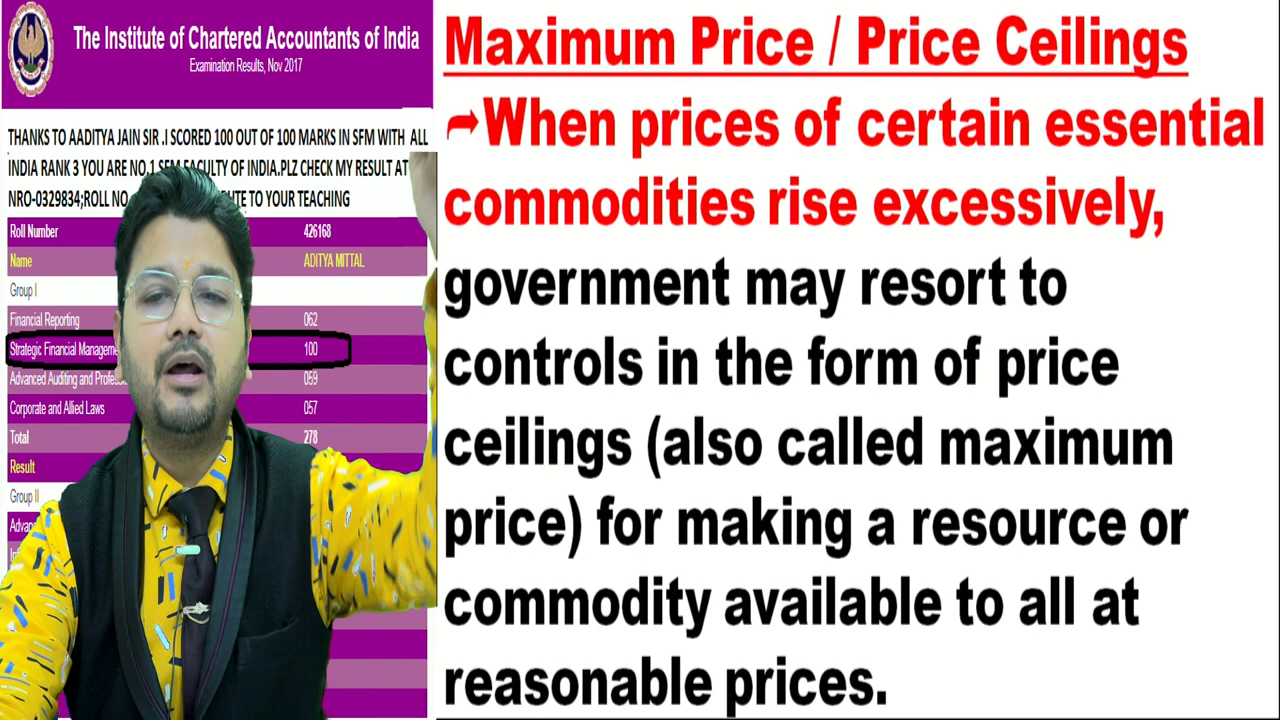 The Institute of Chartered Accountants of India
Examination Results, Nov 2017
THANKS TO AADITYA JAIN SIR .I SCORED 100 OUT OF 100 MARKS IN SFM WITH ALL
INDIA RANK 3 YOU ARE NO.1 SFM FACULTY OF INDIA.PLZ CHECK MY RESULT AT
NRO-0329834;ROLL NO TO YOUR TEACHING
Roll Number 426168
Name ADITYA MITTAL
Group I
Financial Reporting 062
Strategic Financial 100
Advanced Auditing and 059
Corporate and Allied Laws 057
Total 278
Result
Group II
Maximum Price / Price Ceilings
➦When prices of certain essential
commodities rise excessively,
government may resort to
controls in the form of price
ceilings (also called maximum
price) for making a resource or
commodity available to all at
reasonable prices.